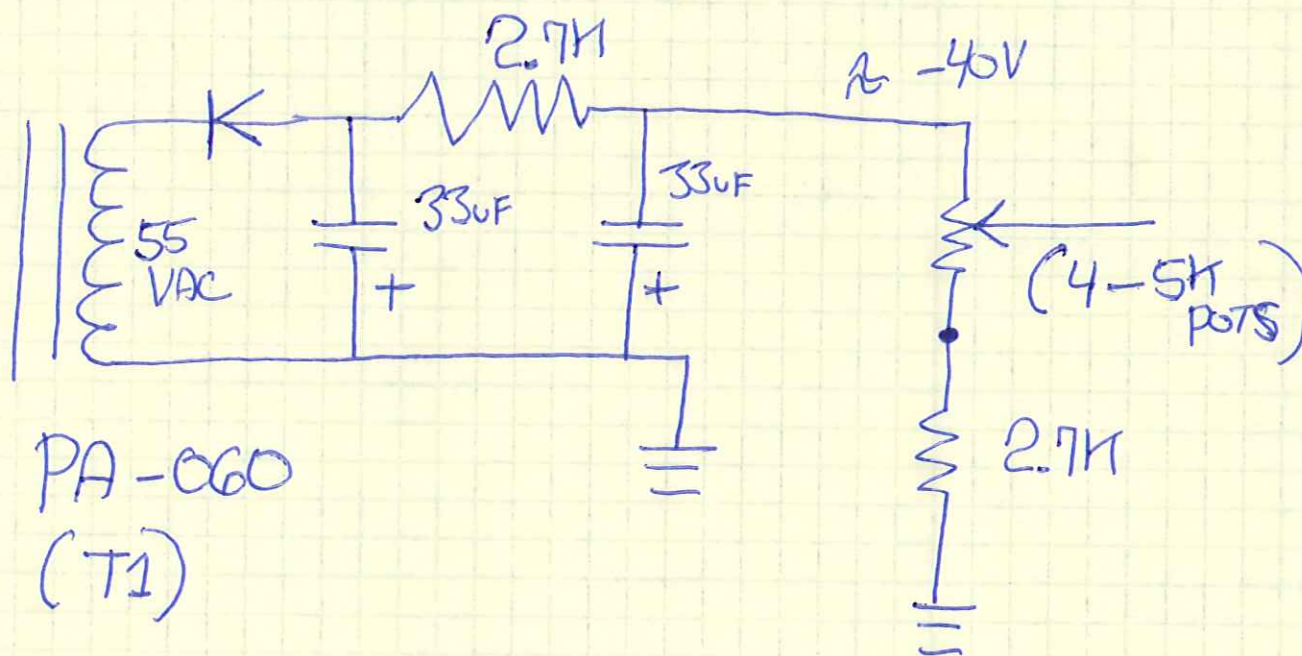 2.7K
≈ -40V
33uF
33uF
55
VAC
+
+
(4-5K
POTS)
2.7K
PA-060
(T1)